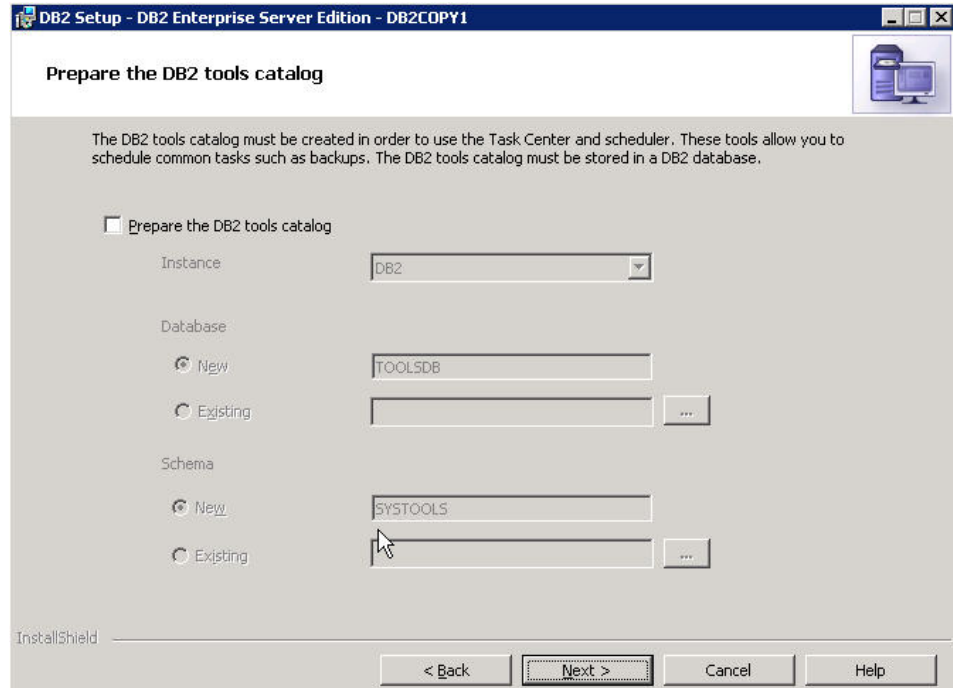 DB2 Setup - DB2 Enterprise Server Edition - DB2COPY1
Prepare the DB2 tools catalog
The DB2 tools catalog must be created in order to use the Task Center and scheduler. These tools allow you to
schedule common tasks such as backups. The DB2 tools catalog must be stored in a DB2 database.
Prepare the DB2 tools catalog
Instance
DB2
Database
New
TOOLSDB
Existing
...
Schema
New
SYSTOOLS
Existing
...
InstallShield
< Back
Next >
Cancel
Help